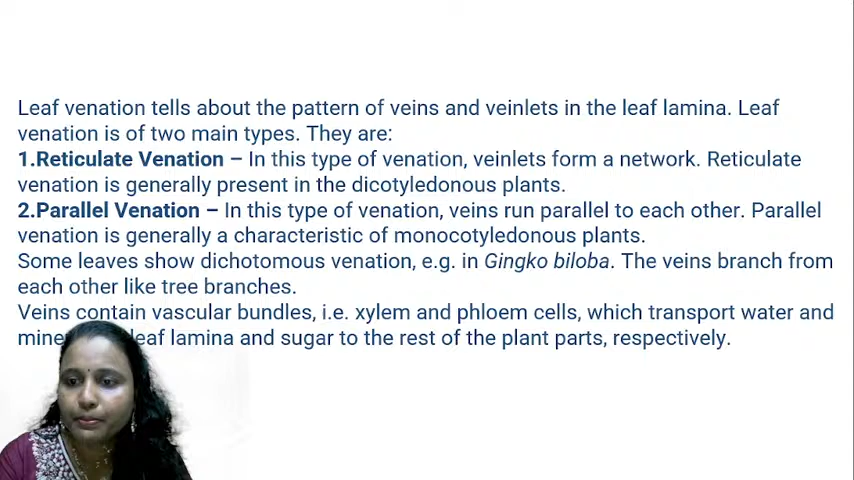 Leaf venation tells about the pattern of veins and veinlets in the leaf lamina. Leaf
venation is of two main types. They are:
1.Reticulate Venation – In this type of venation, veinlets form a network. Reticulate
venation is generally present in the dicotyledonous plants.
2.Parallel Venation – In this type of venation, veins run parallel to each other. Parallel
venation is generally a characteristic of monocotyledonous plants.
Some leaves show dichotomous venation, e.g. in Gingko biloba. The veins branch from
each other like tree branches.
Veins contain vascular bundles, i.e. xylem and phloem cells, which transport water and
leaf lamina and sugar to the rest of the plant parts, respectively.